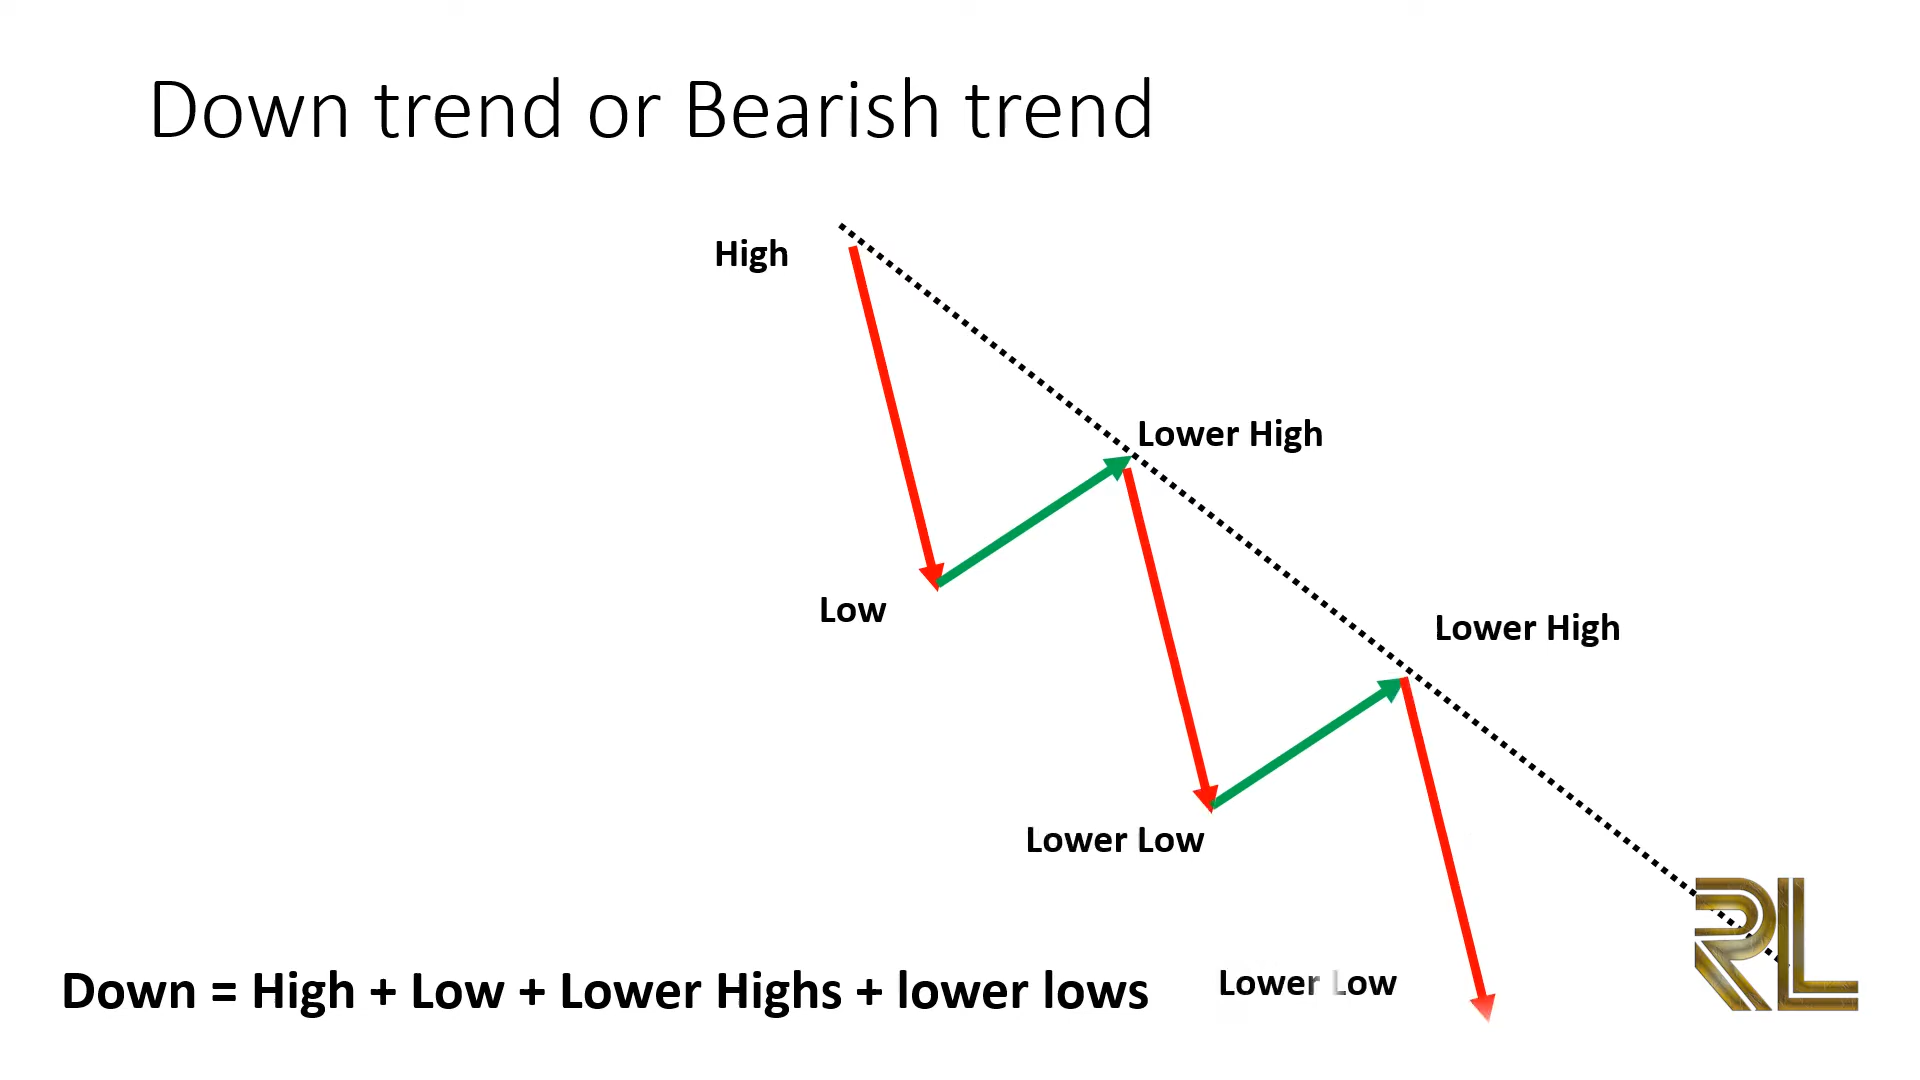 Down trend or Bearish trend
High
Lower High
Low
Lower High
Lower Low
Down = High + Low + Lower Highs + lower lows
Lower Low
RL